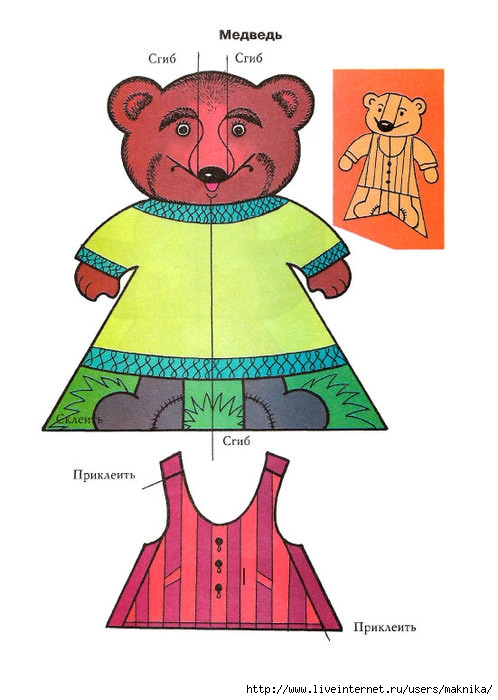 Медведь
Сгиб
Сгиб
Склеить
Сгиб
Приклеить
Приклеить
http://www.liveinternet.ru/users/maknika/